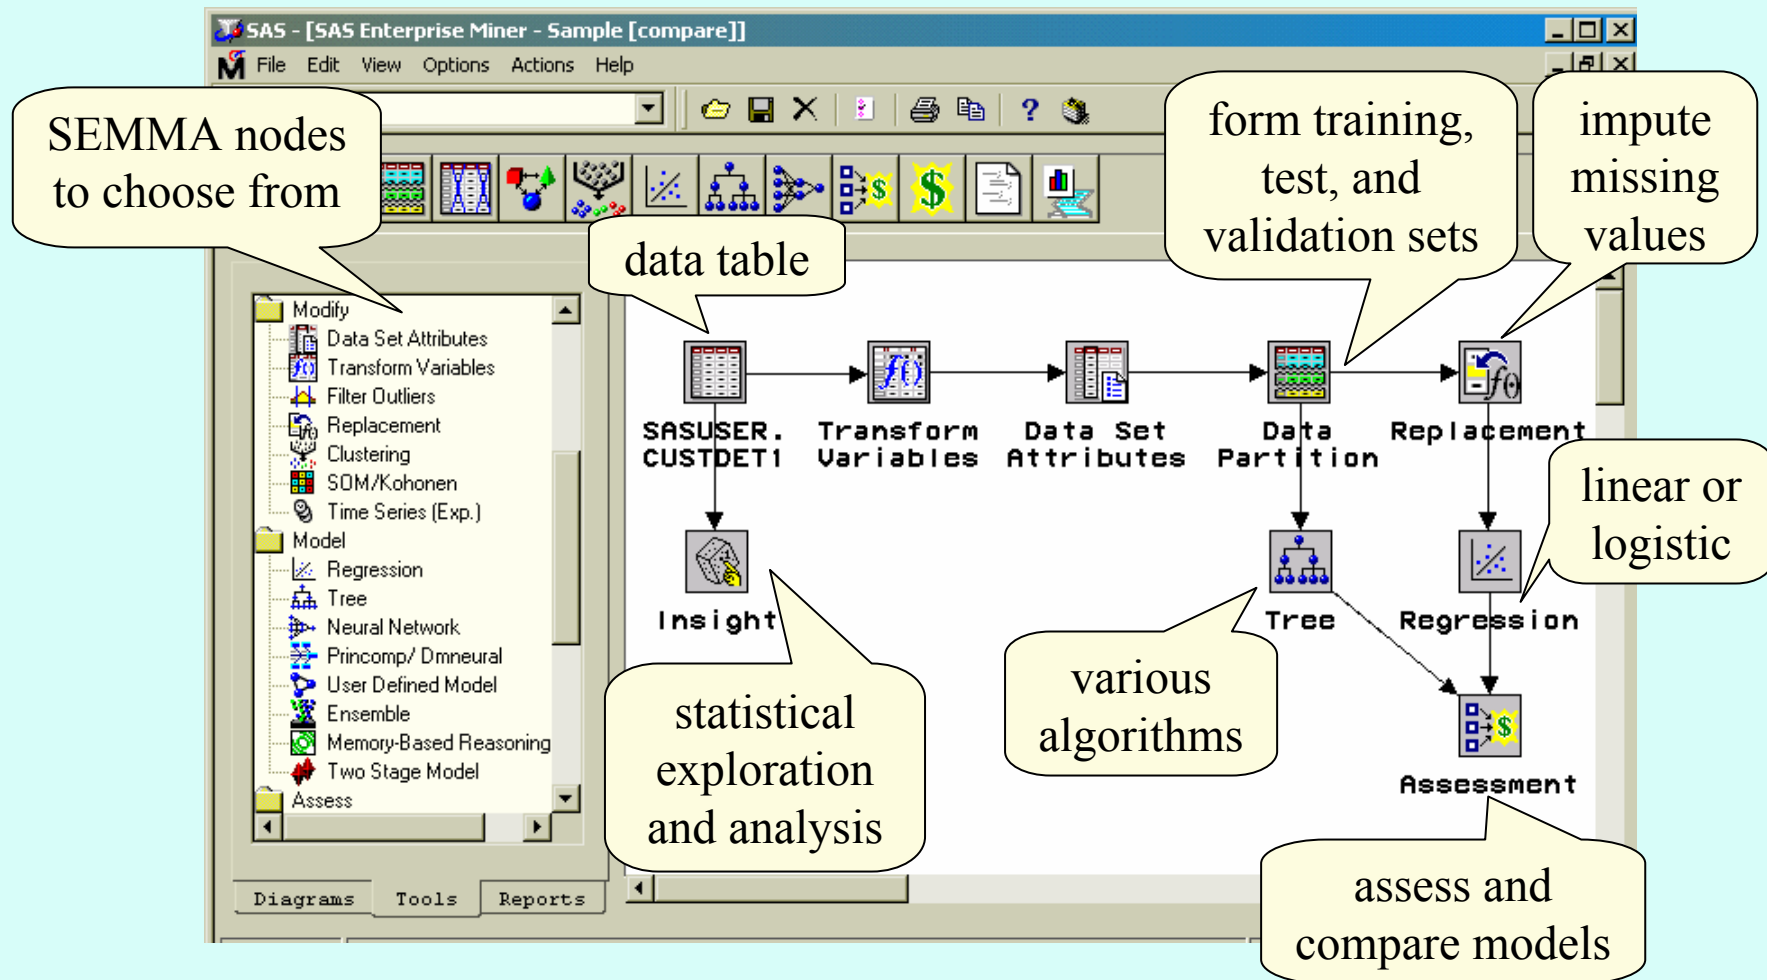 SAS - [SAS Enterprise Miner - Sample [compare]]
File Edit View Options Actions Help
SEMMA nodes
to choose from
form training,
test, and
validation sets
impute
missing
values
data table
Modify
Data Set Attributes
Transform Variables
Filter Outliers
Replacement
Clustering
SOM/Kohonen
Time Series (Exp.)
Model
Regression
Tree
Neural Network
Princomp/ Dmneural
User Defined Model
Ensemble
Memory-Based Reasoning
Two Stage Model
Assess
Diagrams Tools Reports
SASUSER.
CUSTDET1
Transform
Variables
Data Set
Attributes
Data
Partition
Replacement
linear or
logistic
Insight
Tree
Regression
statistical
exploration
and analysis
various
algorithms
Assessment
assess and
compare models